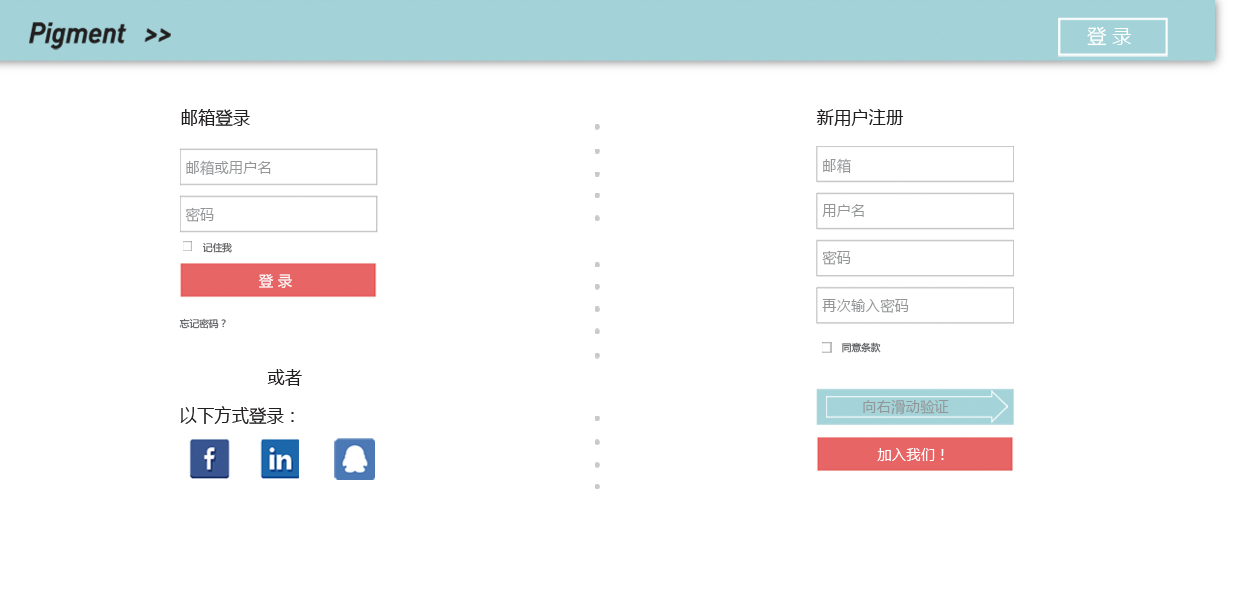 Pigment >>
登 录
邮箱登录
邮箱或用户名
密码
记住我
登 录
忘记密码？
或者
以下方式登录：
f
in
新用户注册
邮箱
用户名
密码
再次输入密码
同意条款
向右滑动验证
加入我们！